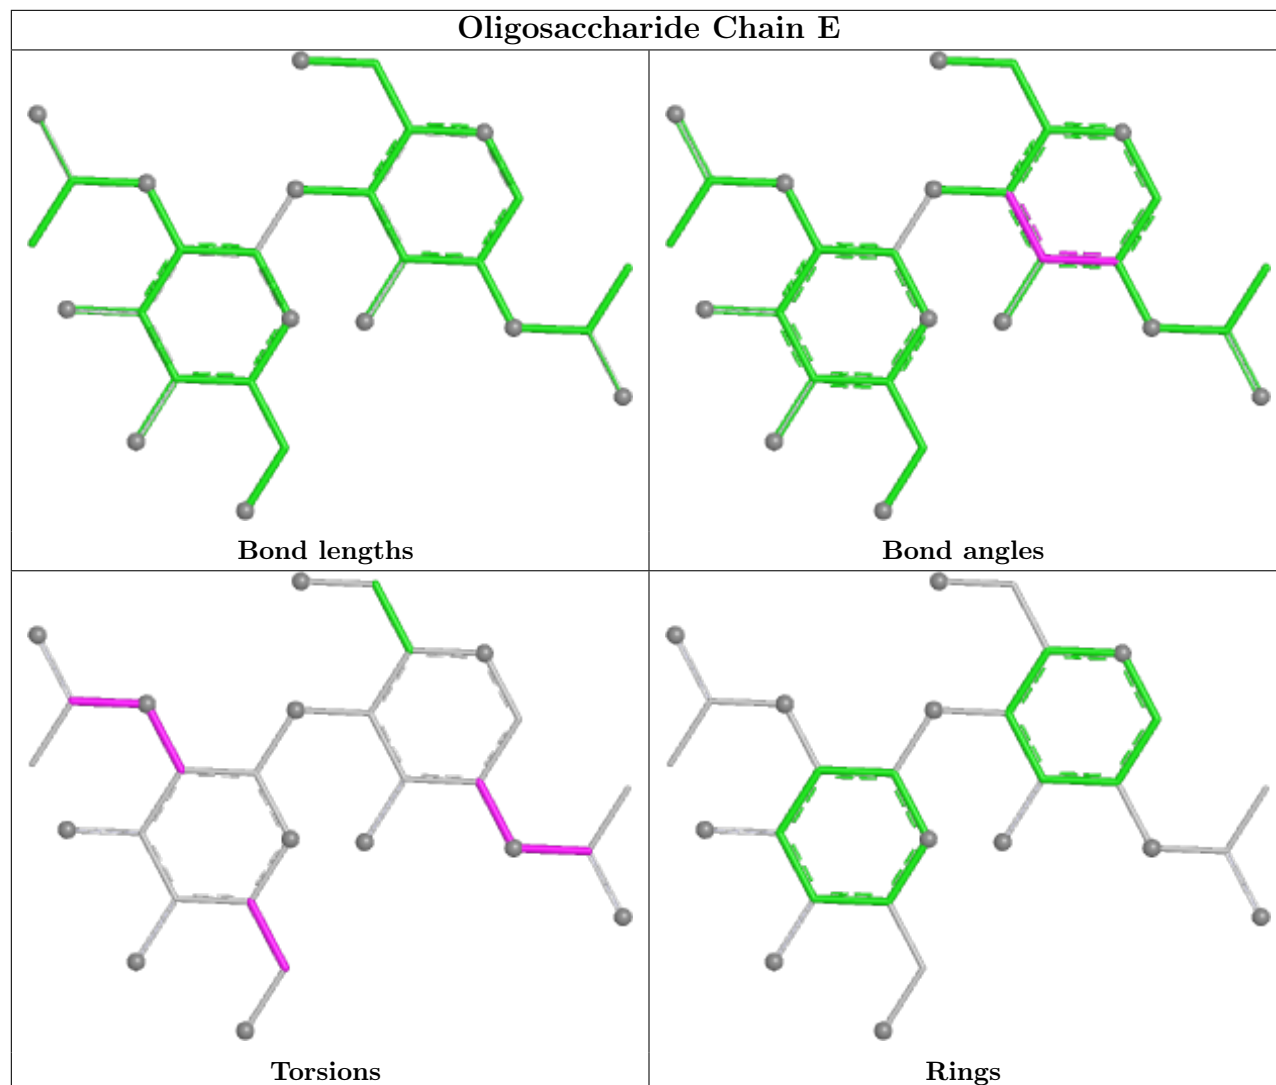 Oligosaccharide Chain E
Bond lengths
Bond angles
Torsions
Rings